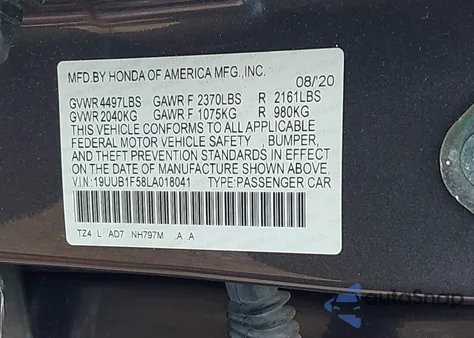 MFD.BY HONDA OF AMERICA MFG.,INC. 08/'20
GVWR 4497LBS GAWR F 2370LBS R 2161LBS
GVWR 2040KG GAWR F 1075KG R 980KG
THIS VEHICLE CONFORMS TO ALL APPLICABLE
FEDERAL MOTOR VEHICLE SAFETY , BUMPER,
AND THEFT PREVENTION STANDARDS IN EFFECT
ON THE DATE OF MANUFACTURE SHOWN ABOVE.
V.I.N: 19UUB1F58LA018041 TYPE:PASSENGER CAR
TZ4 L AD7 NH797M A A
AutoSnap